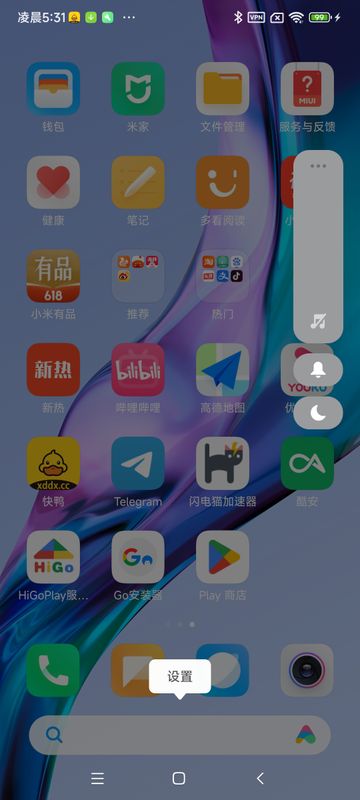 凌晨5:31 ... VPN 99
MIUI
钱包 米家 文件管理 服务与反馈
健康 笔记 多看阅读 小
有品
618
小米有品 推荐 热门
新热 bilibili YOUKU
新热 哔哩哔哩 高德地图 优
xddx.cc
快鸭 Telegram 闪电猫加速器 酷安
HiGo Go
HiGoPlay服... Go安装器 Play 商店
设置